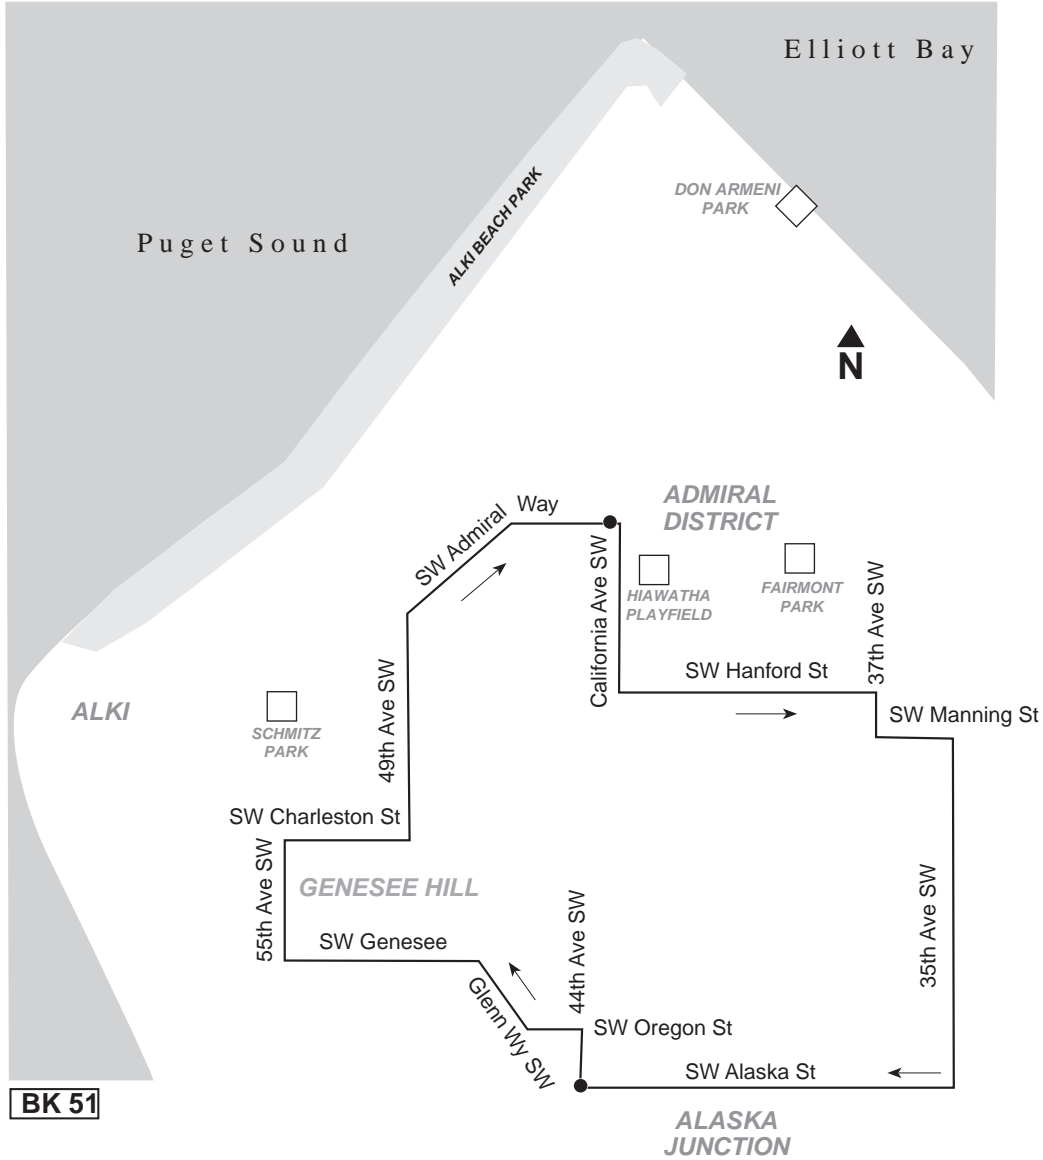 Elliott Bay
DON ARMENI
PARK
ALKI BEACH PARK
Puget Sound
N
ADMIRAL
DISTRICT
SW Admiral Way
California Ave SW
HIAWATHA
PLAYFIELD
FAIRMONT
PARK
37th Ave SW
SW Hanford St
SW Manning St
ALKI
SCHMITZ
PARK
49th Ave SW
SW Charleston St
55th Ave SW
GENESEE HILL
SW Genesee
44th Ave SW
35th Ave SW
Glenn Wy SW
SW Oregon St
SW Alaska St
BK 51
ALASKA
JUNCTION